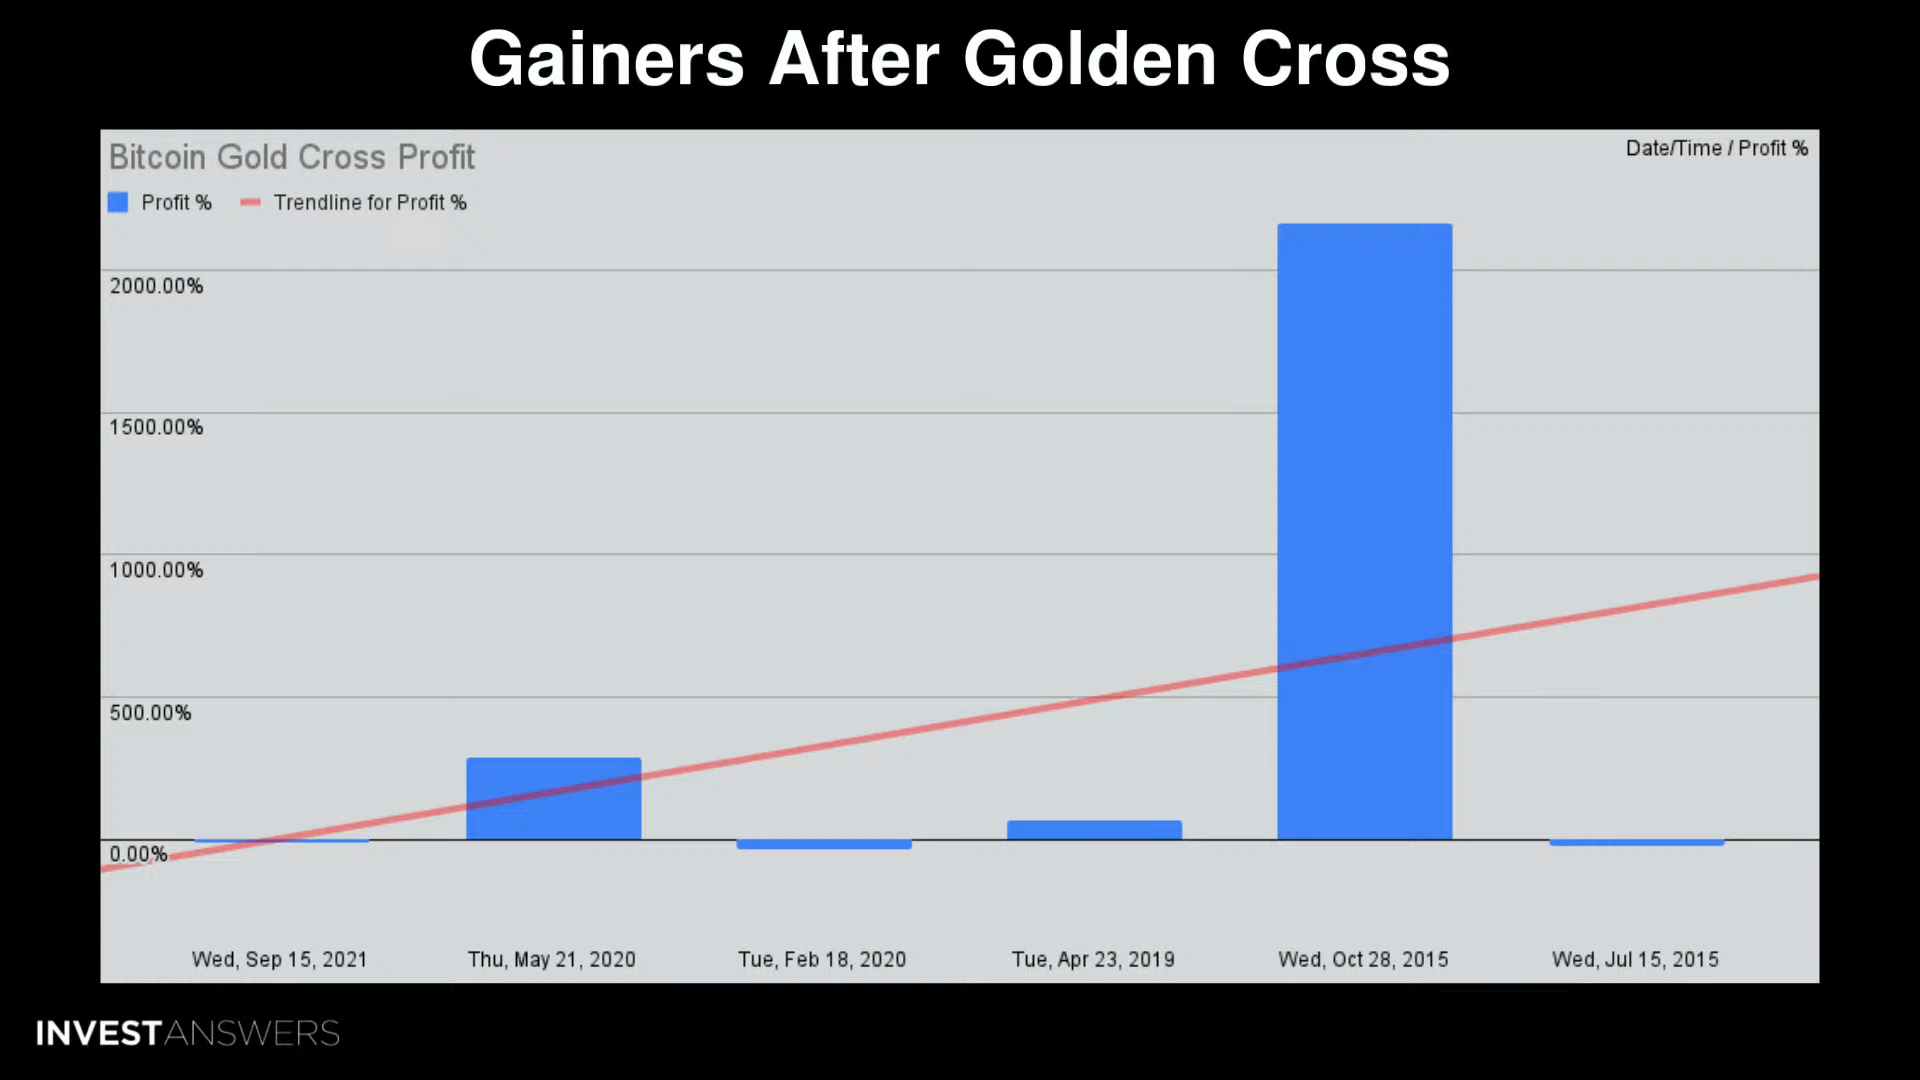 Gainers After Golden Cross
Bitcoin Gold Cross Profit
Date/Time / Profit %
Profit %
Trendline for Profit %
2000.00%
1500.00%
1000.00%
500.00%
0.00%
Wed, Sep 15, 2021
Thu, May 21, 2020
Tue, Feb 18, 2020
Tue, Apr 23, 2019
Wed, Oct 28, 2015
Wed, Jul 15, 2015
INVESTANSWERS